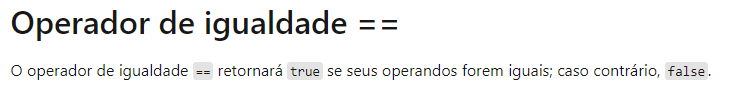 Operador de igualdade ==
O operador de igualdade == retornará true se seus operandos forem iguais; caso contrário, false.